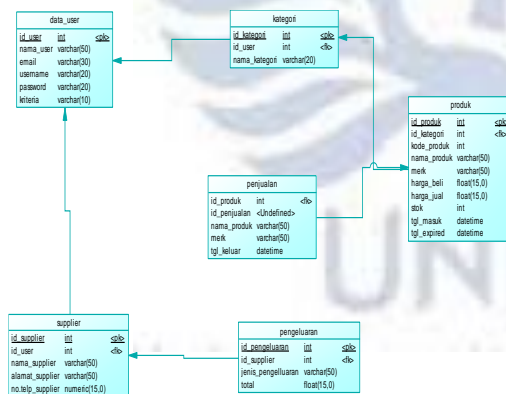 data_user
id_user int <pk>
nama_user varchar(50)
email varchar(30)
username varchar(20)
password varchar(20)
kriteria varchar(10)
kategori
id_kategori int <pk>
id_user int <fk>
nama_kategori varchar(20)
produk
id_produk int <pk>
id_kategori int <fk>
kode_produk int
nama_produk varchar(50)
merk varchar(50)
harga_beli float(15,0)
harga_jual float(15,0)
stok int
tgl_masuk datetime
tgl_expired datetime
penjualan
id_produk int <fk>
id_penjualan <Undefined>
nama_produk varchar(50)
merk varchar(50)
tgl_keluar datetime
supplier
id_supplier int <pk>
id_user int <fk>
nama_supplier varchar(50)
alamat_supplier varchar(50)
no.telp_supplier numeric(15,0)
pengeluaran
id_pengeluaran int <pk>
id_supplier int <fk>
jenis_pengelluaran varchar(50)
total float(15,0)
UN